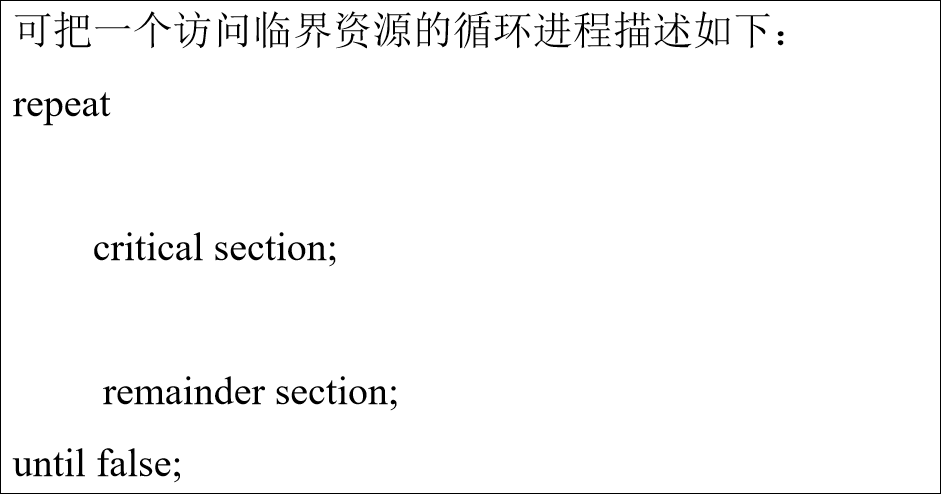 可把一个访问临界资源的循环进程描述如下：
repeat
critical section;
remainder section;
until false;